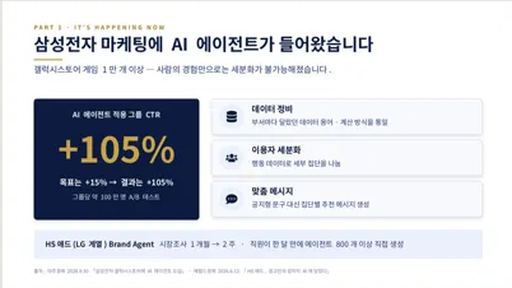 PART 3 · IT'S HAPPENING NOW
삼성전자 마케팅에 AI 에이전트가 들어왔습니다
갤럭시스토어 게임 1 만 개 이상 — 사람의 경험만으로는 세분화가 불가능해졌습니다 .
AI 에이전트 적용 그룹 CTR
+105%
목표는 +15% → 결과는 +105%
그룹당 약 100 만 명 A/B 테스트
데이터 정비
부서마다 달랐던 데이터 용어 · 계산 방식을 통일
이용자 세분화
행동 데이터로 세부 집단을 나눔
맞춤 메시지
공지형 문구 대신 집단별 추천 메시지 생성
HS 애드 (LG 계열 ) Brand Agent 시장조사 1 개월 → 2 주 · 직원이 한 달 만에 에이전트 800 개 이상 직접 생성